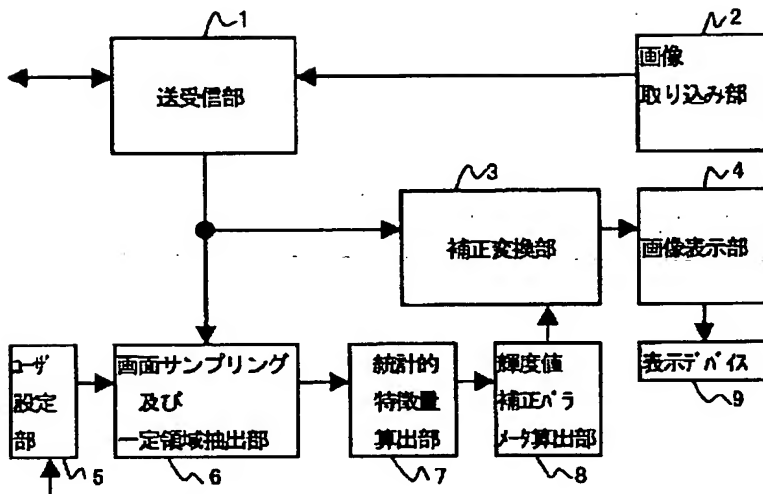 1
2
送受信部
画像
取り込み部
3
4
補正変換部
画像表示部
ユーザ
設定
部
画面サンプリング
及び
一定領域抽出部
統計的
特徴量
算出部
輝度値
補正パラ
メータ算出部
表示デバイス
5
6
7
8
9